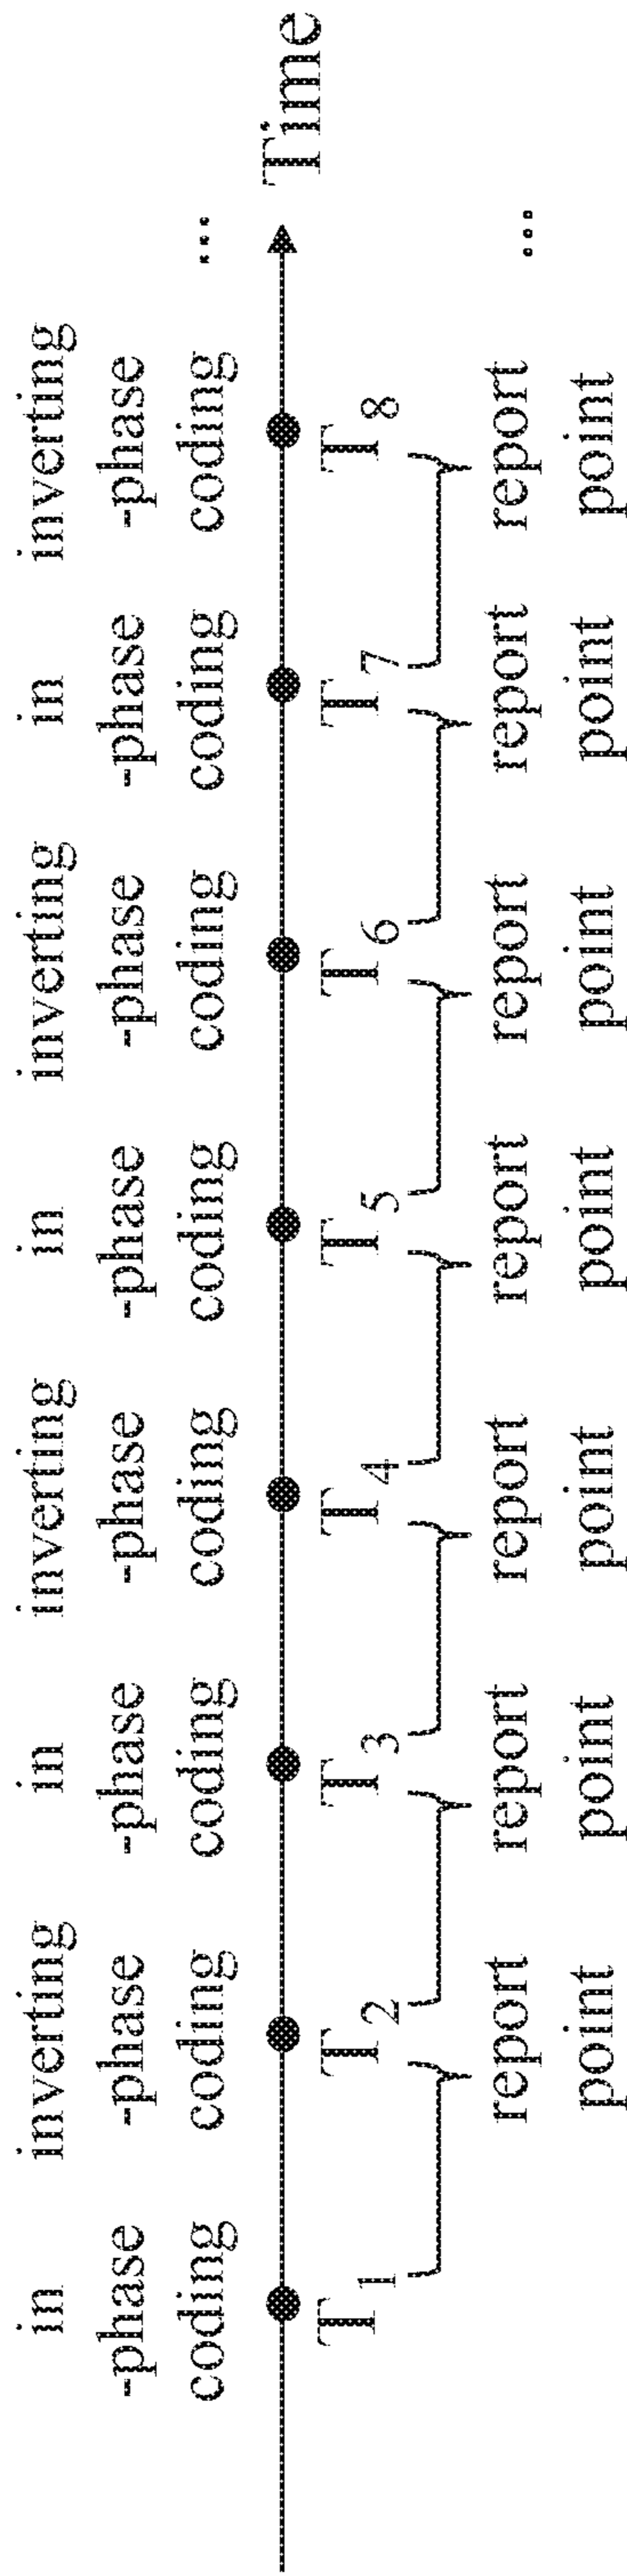 in
-phase
coding
inverting
-phase
coding
in
-phase
coding
inverting
-phase
coding
in
-phase
coding
inverting
-phase
coding
in
-phase
coding
inverting
-phase
coding
...
Time
T1
T2
T3
T4
T5
T6
T7
T8
report
point
report
point
report
point
report
point
report
point
report
point
report
point
...